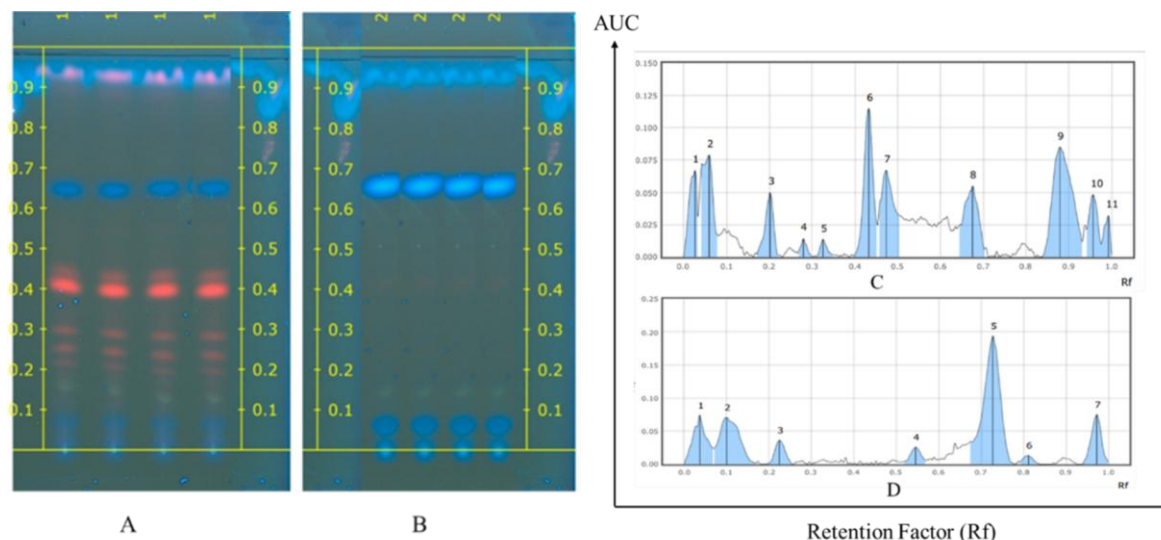 1 1 1 1
0.9 0.9
0.8 0.8
0.7 0.7
0.6 0.6
0.5 0.5
0.4 0.4
0.3 0.3
0.2 0.2
0.1 0.1
A
2 2 2 2
0.9 0.9
0.8 0.8
0.7 0.7
0.6 0.6
0.5 0.5
0.4 0.4
0.3 0.3
0.2 0.2
0.1 0.1
B
AUC
0.150
0.125
0.100
0.075
0.050
0.025
0.000
1 2 3 4 5 6 7 8 9 10 11
0.0 0.1 0.2 0.3 0.4 0.5 0.6 0.7 0.8 0.9 1.0
Rf
C
0.25
0.20
0.15
0.10
0.05
0.00
1 2 3 4 5 6 7
0.0 0.1 0.2 0.3 0.4 0.5 0.6 0.7 0.8 0.9 1.0
Rf
D
Retention Factor (Rf)